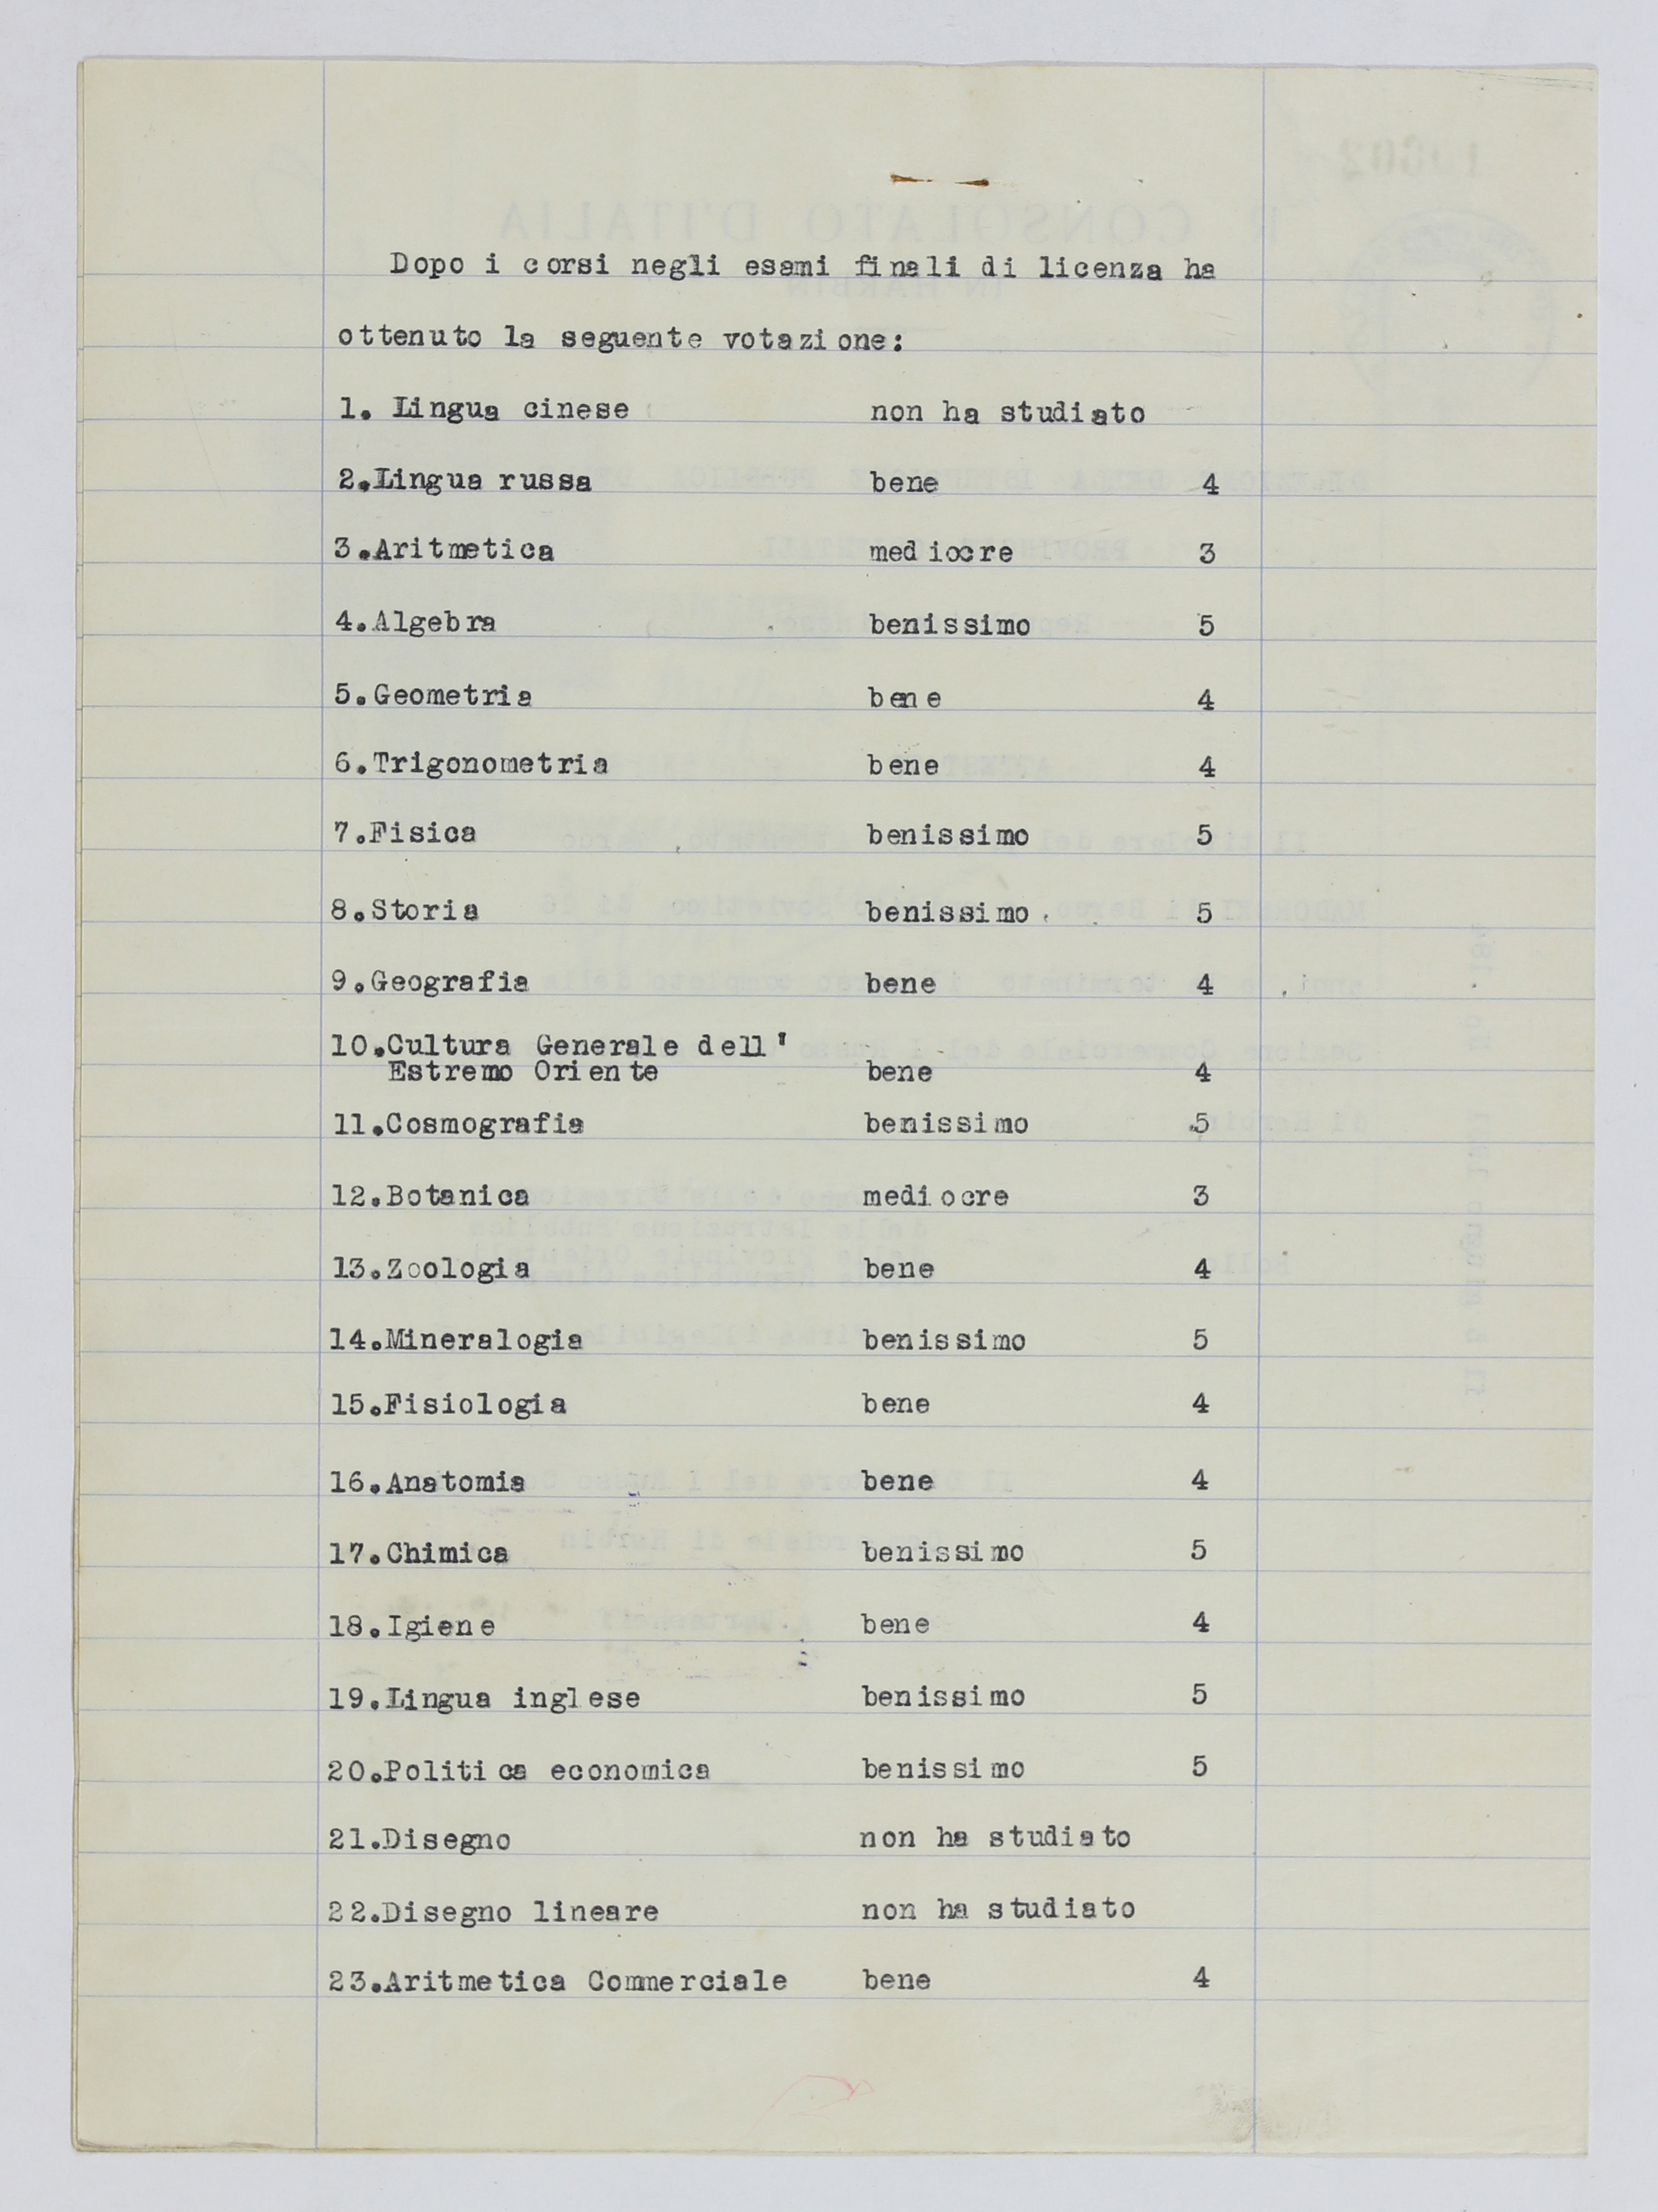 Dopo i corsi negli esami finali di licenza ha
ottenuto la seguente votazione:
1. Lingua cinese non ha studiato
2.Lingua russa bene 4
3.Aritmetica mediocre 3
4.Algebra benissimo 5
5.Geometria bene 4
6.Trigonometria bene 4
7.Fisica benissimo 5
8.Storia benissimo 5
9.Geografia bene 4
10.Cultura Generale dell'
Estremo Oriente bene 4
11.Cosmografia benissimo 5
12.Botanica mediocre 3
13.Zoologia bene 4
14.Mineralogia benissimo 5
15.Fisiologia bene 4
16.Anatomia bene 4
17.Chimica benissimo 5
18.Igiene bene 4
19.Lingua inglese benissimo 5
20.Politica economica benissimo 5
21.Disegno non ha studiato
22.Disegno lineare non ha studiato
23.Aritmetica Commerciale bene 4